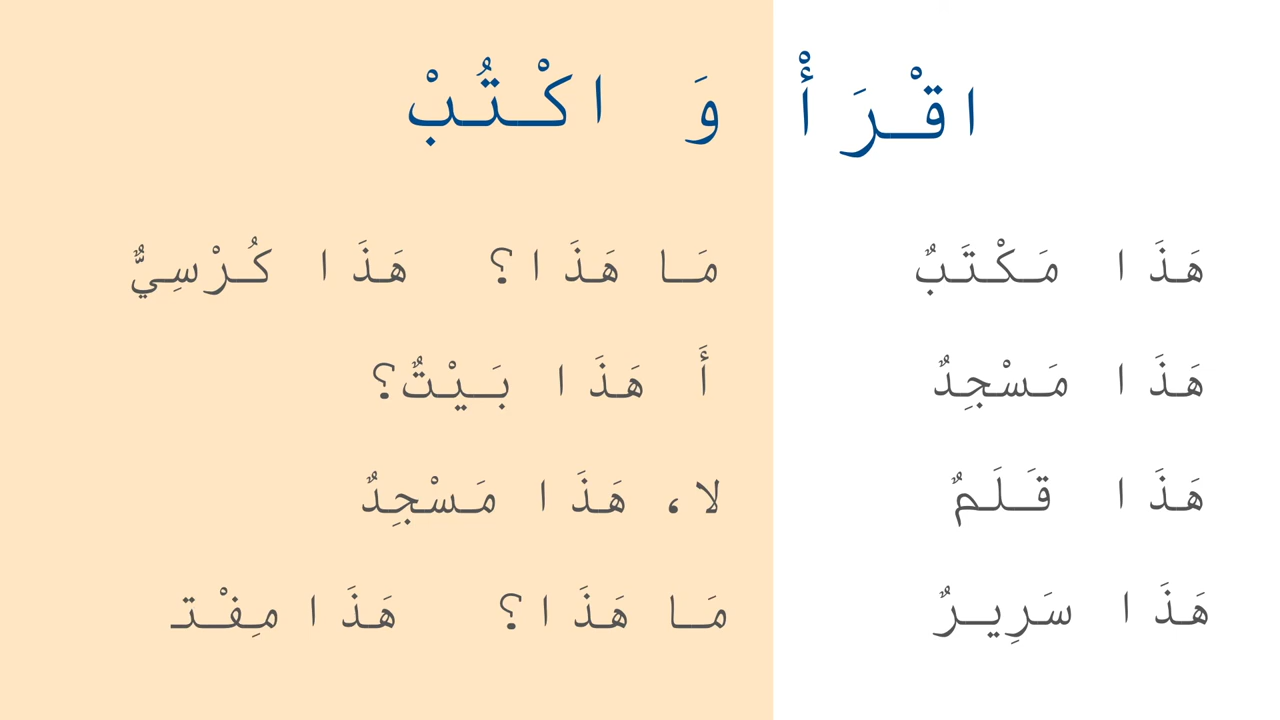 اقْرَأْ وَ اكْتُبْ
هَذَا مَكْتَبٌ
هَذَا مَسْجِدٌ
هَذَا قَلَمٌ
هَذَا سَرِيرٌ
مَا هَذَا؟ هَذَا كُرْسِيٌّ
أَ هَذَا بَيْتٌ؟
لا، هَذَا مَسْجِدٌ
مَا هَذَا؟ هَذَا مِفْتـ